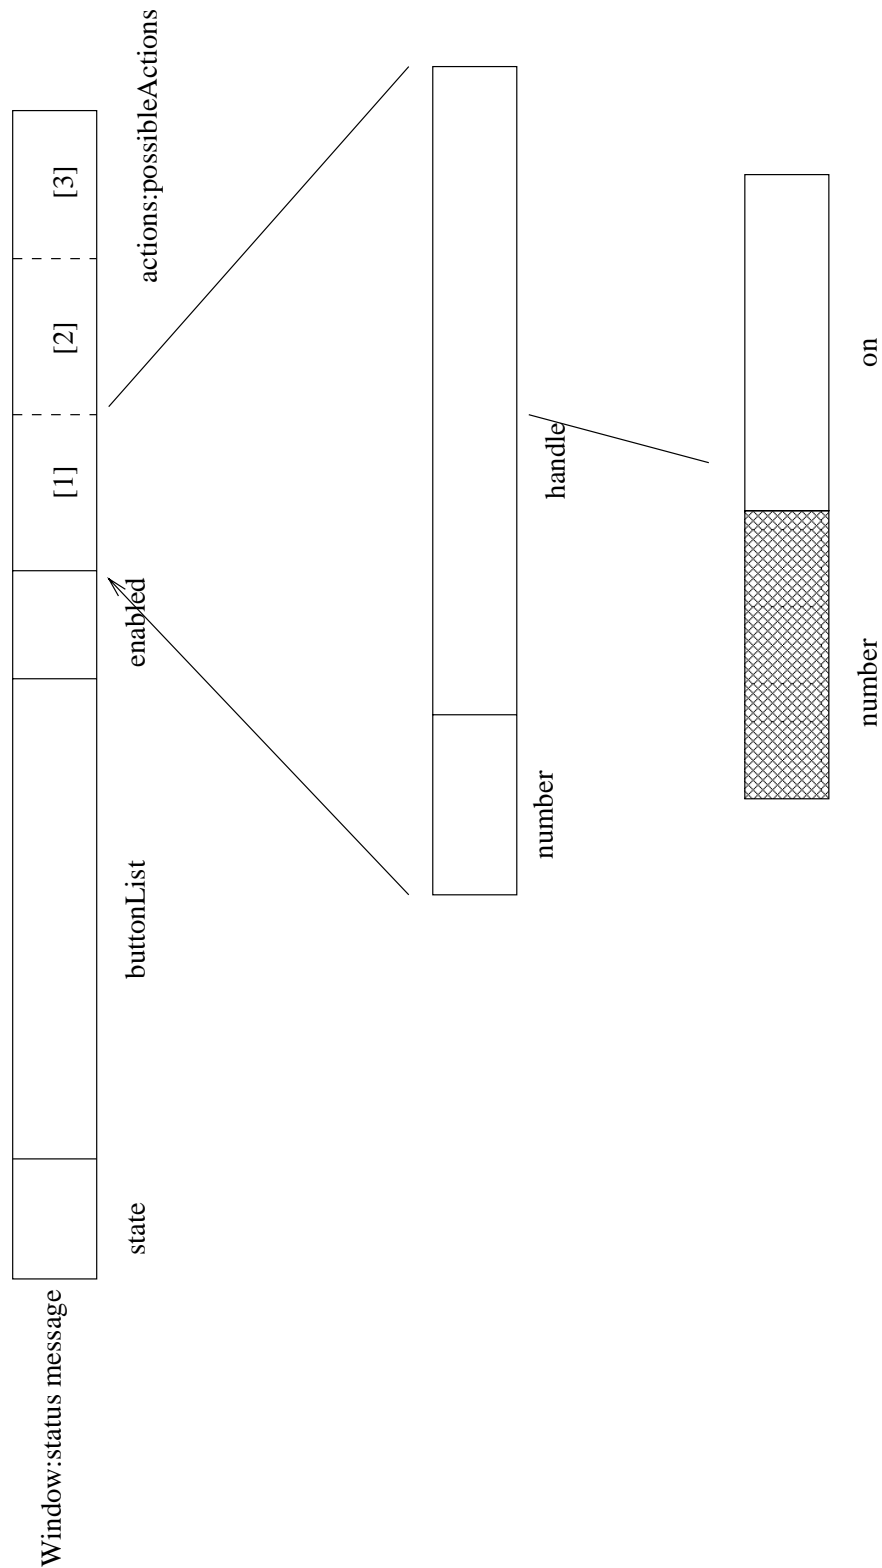 Window:status message
[1]
[2]
[3]
state
buttonList
enabled
actions:possibleActions
number
handle
number
on